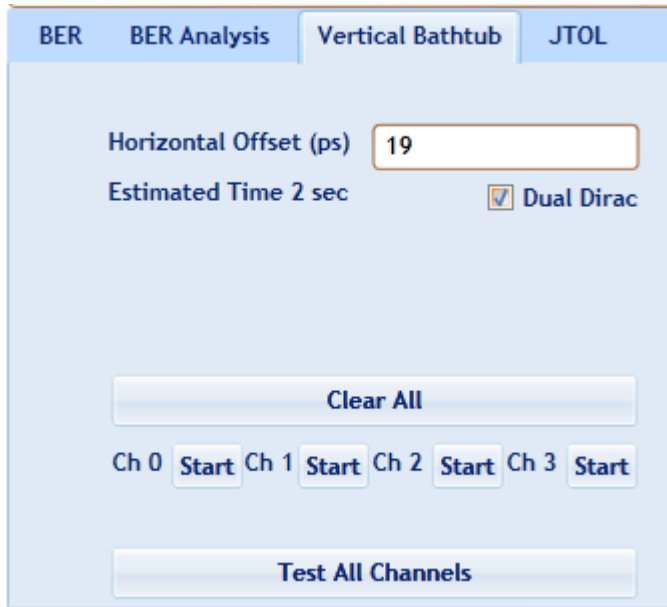 BER BER Analysis Vertical Bathtub JTOL
Horizontal Offset (ps) 19
Estimated Time 2 sec Dual Dirac
Clear All
Ch 0 Start Ch 1 Start Ch 2 Start Ch 3 Start
Test All Channels